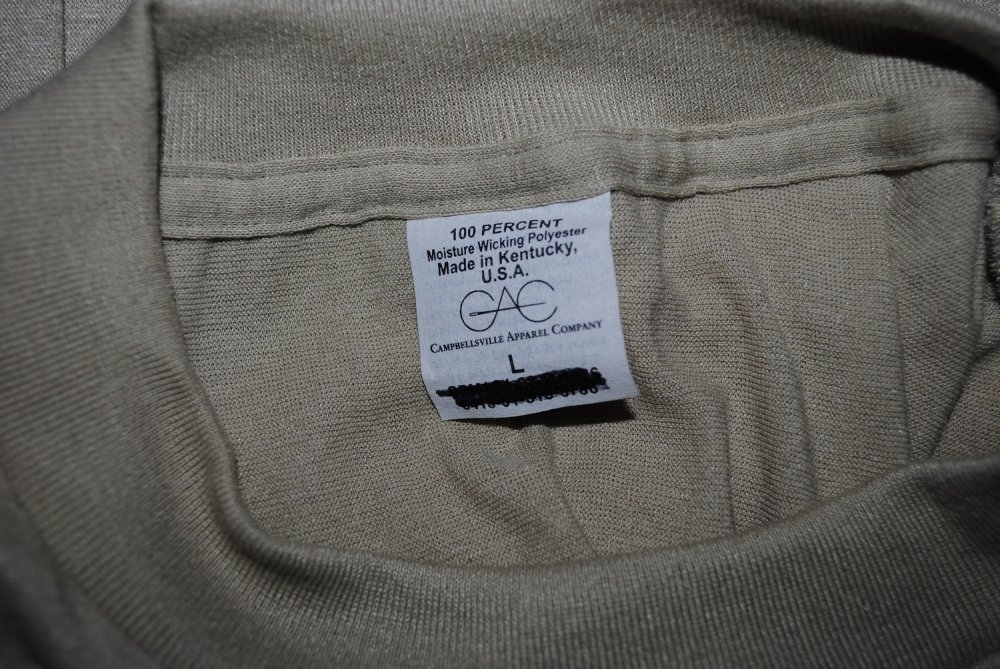 100 PERCENT
Moisture Wicking Polyester
Made in Kentucky,
U.S.A.
CAC
CAMPBELLSVILLE APPAREL COMPANY
L